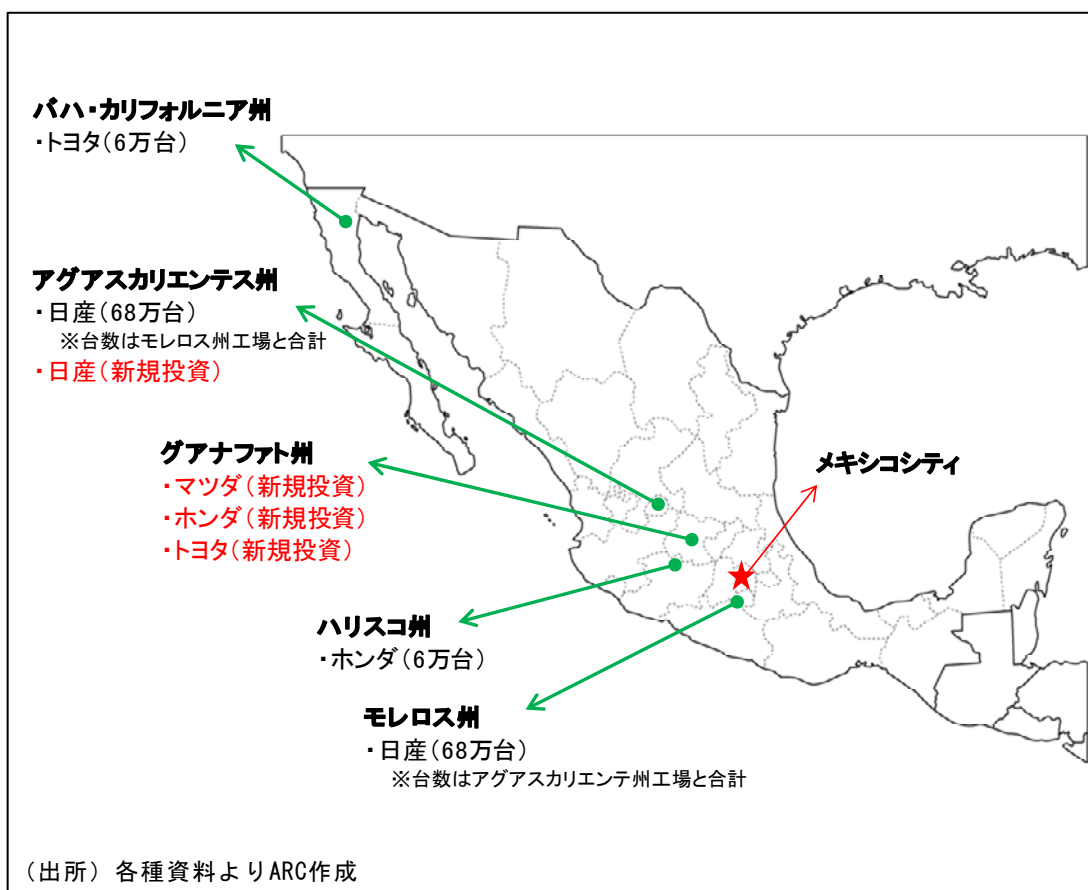 バハ・カリフォルニア州
・トヨタ(6万台)
アグアスカリエンテス州
・日産(68万台)
※台数はモレロス州工場と合計
・日産(新規投資)
グアナファト州
・マツダ(新規投資)
・ホンダ(新規投資)
・トヨタ(新規投資)
メキシコシティ
ハリスコ州
・ホンダ(6万台)
モレロス州
・日産(68万台)
※台数はアグアスカリエンテ州工場と合計
(出所) 各種資料よりARC作成